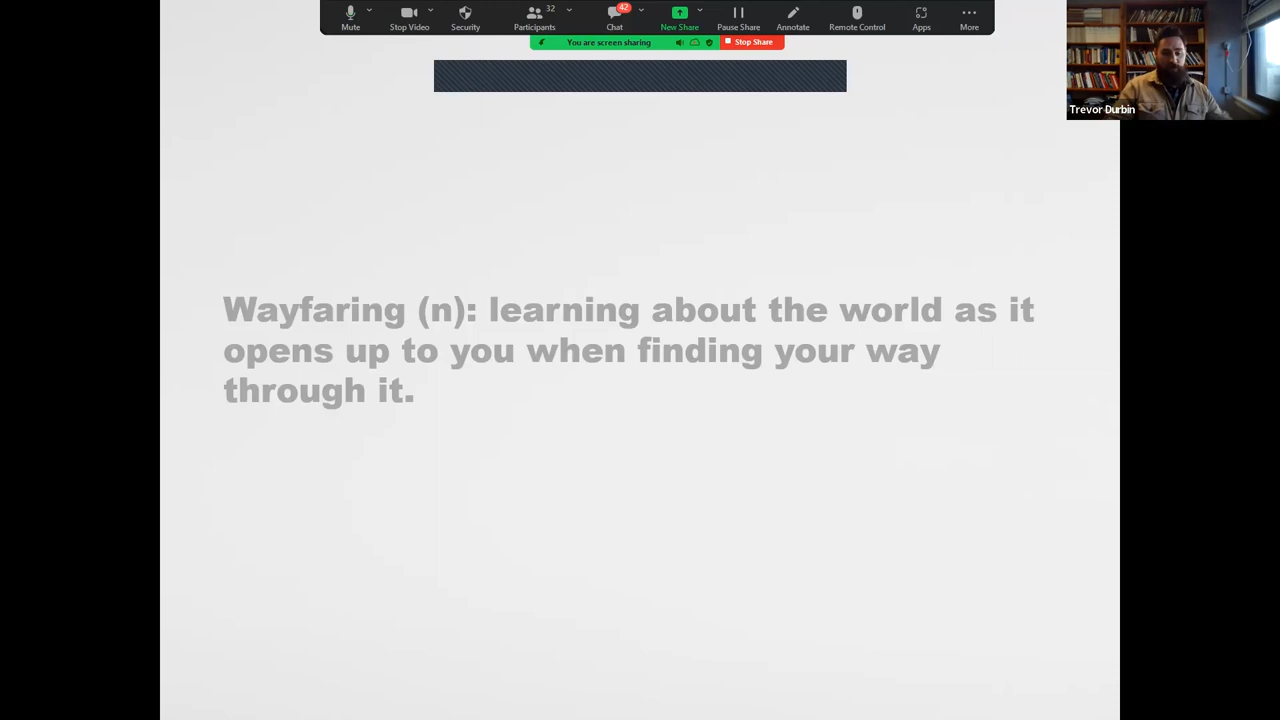 32
42
Mute
Stop Video
Security
Participants
Chat
New Share
Pause Share
Annotate
Remote Control
Apps
More
You are screen sharing
Stop Share
Trevor Durbin
Wayfaring (n): learning about the world as it
opens up to you when finding your way
through it.